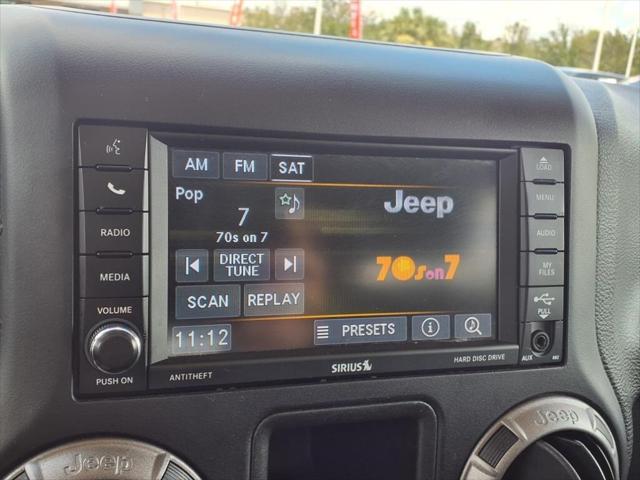 AM FM SAT
LOAD
Pop
MENU
7
Jeep
RADIO
70s on 7
AUDIO
DIRECT TUNE
70s on 7
MEDIA
MY FILES
SCAN REPLAY
VOLUME
PULL
11:12
PRESETS
PUSH ON
ANTITHEFT
SIRIUS
HARD DISC DRIVE
AUX
Jeep
Jeep